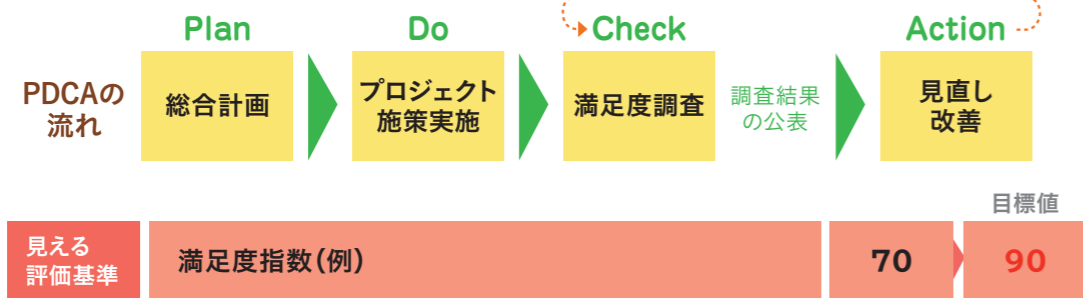 Plan
Do
Check
Action
PDCAの
流れ
総合計画
プロジェクト
施策実施
満足度調査
調査結果
の公表
見直し
改善
目標値
見える
評価基準
満足度指数(例)
70
90